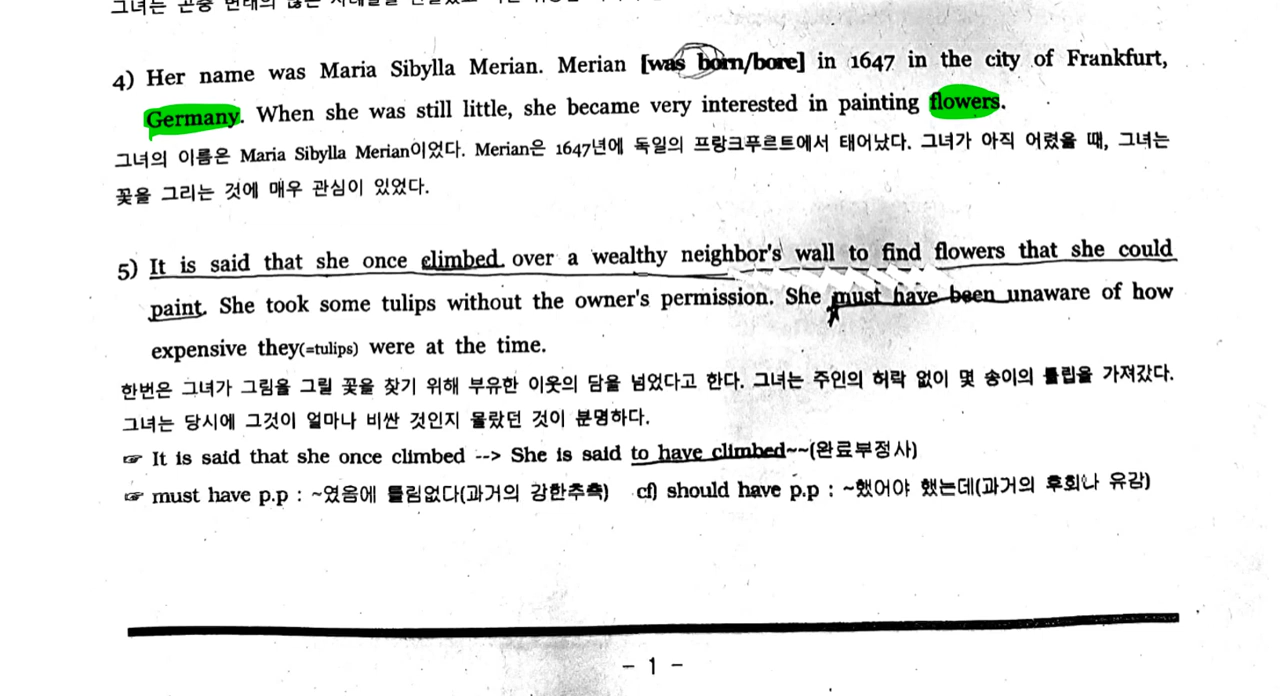 그녀는 곤충 변태의
4) Her name was Maria Sibylla Merian. Merian [was born/bore] in 1647 in the city of Frankfurt,
Germany. When she was still little, she became very interested in painting flowers.
그녀의 이름은 Maria Sibylla Merian이었다. Merian은 1647년에 독일의 프랑크푸르트에서 태어났다. 그녀가 아직 어렸을 때, 그녀는
꽃을 그리는 것에 매우 관심이 있었다.
5) It is said that she once climbed over a wealthy neighbor's wall to find flowers that she could
paint. She took some tulips without the owner's permission. She must have been unaware of how
expensive they(=tulips) were at the time.
한번은 그녀가 그림을 그릴 꽃을 찾기 위해 부유한 이웃의 담을 넘었다고 한다. 그녀는 주인의 허락 없이 몇 송이의 튤립을 가져갔다.
그녀는 당시에 그것이 얼마나 비싼 것인지 몰랐던 것이 분명하다.
☞ It is said that she once climbed --> She is said to have climbed~~(완료부정사)
☞ must have p.p : ~였음에 틀림없다(과거의 강한추측) cf) should have p.p : ~했어야 했는데(과거의 후회나 유감)
- 1 -